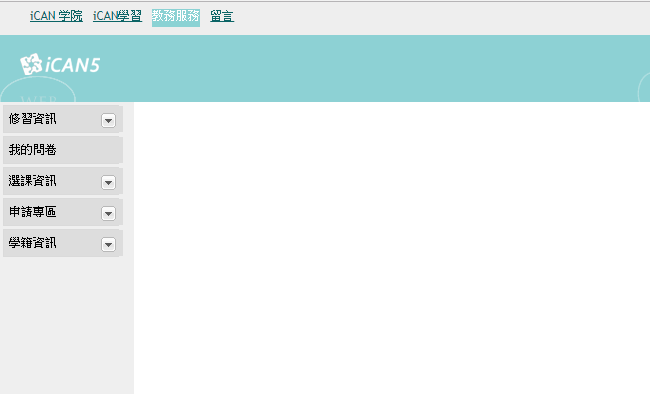 iCAN 学院 iCAN學習 教務服務 留言
iCAN5
WEB
修習資訊
我的問卷
選課資訊
申請專區
學籍資訊